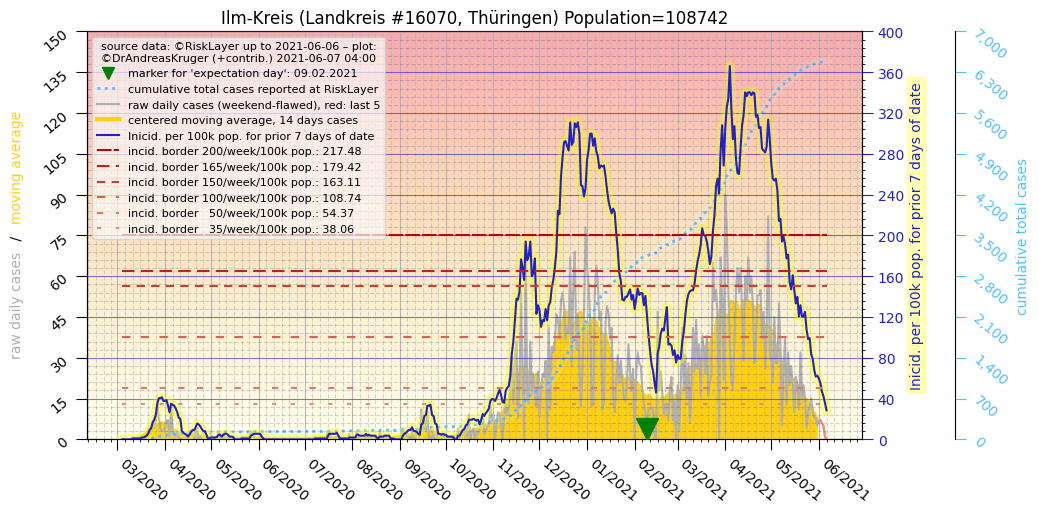 Ilm-Kreis (Landkreis #16070, Thüringen) Population=108742
source data: ©RiskLayer up to 2021-06-06 – plot:
©DrAndreasKruger (+contrib.) 2021-06-07 04:00
marker for 'expectation day': 09.02.2021
cumulative total cases reported at RiskLayer
raw daily cases (weekend-flawed), red: last 5
centered moving average, 14 days cases
Inicid. per 100k pop. for prior 7 days of date
incid. border 200/week/100k pop.: 217.48
incid. border 165/week/100k pop.: 179.42
incid. border 150/week/100k pop.: 163.11
incid. border 100/week/100k pop.: 108.74
incid. border 50/week/100k pop.: 54.37
incid. border 35/week/100k pop.: 38.06
raw daily cases / moving average
150
135
120
105
90
75
60
45
30
15
0
03/2020
04/2020
05/2020
06/2020
07/2020
08/2020
09/2020
10/2020
11/2020
12/2020
01/2021
02/2021
03/2021
04/2021
05/2021
06/2021
400
360
320
280
240
200
160
120
80
40
0
Inicid. per 100k pop. for prior 7 days of date
7,000
6,300
5,600
4,900
4,200
3,500
2,800
2,100
1,400
700
0
cumulative total cases